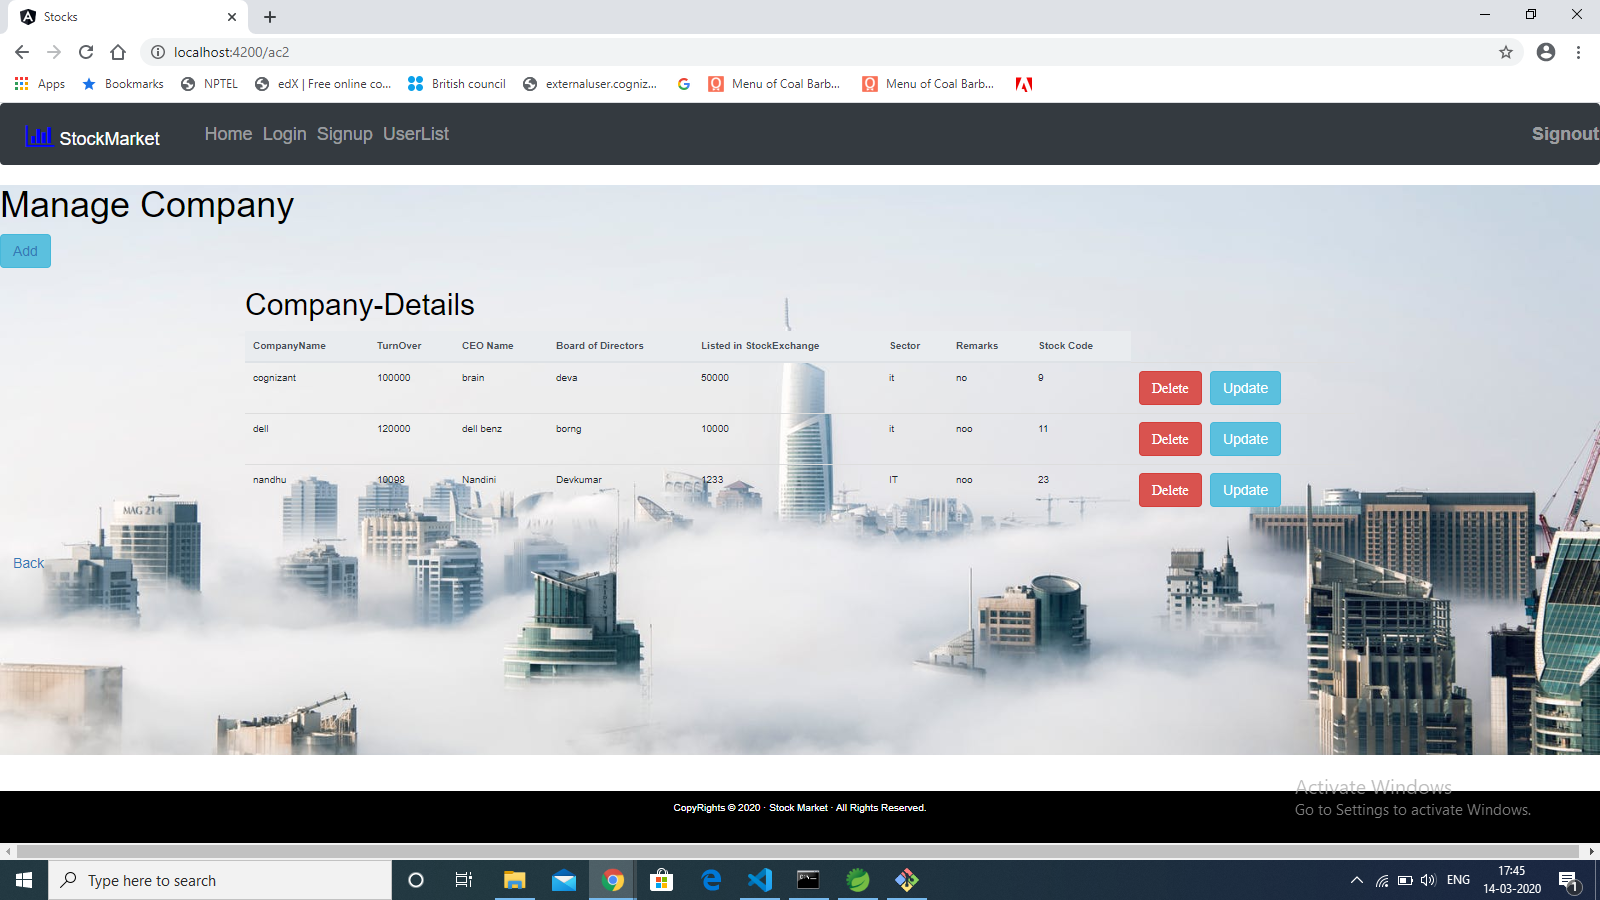 Stocks
localhost:4200/ac2
Apps Bookmarks NPTEL edX | Free online co... British council externaluser.cogniz... Menu of Coal Barb... Menu of Coal Barb...
StockMarket Home Login Signup UserList Signout
Manage Company
Add
Company-Details
CompanyName TurnOver CEO Name Board of Directors Listed in StockExchange Sector Remarks Stock Code
cognizant 100000 brain deva 50000 it no 9 Delete Update
dell 120000 dell benz borng 10000 it noo 11 Delete Update
nandhu 10098 Nandini Devkumar 1233 IT noo 23 Delete Update
MAG 214
Back
Activate Windows
Go to Settings to activate Windows.
CopyRights © 2020 · Stock Market · All Rights Reserved.
Type here to search
ENG
17:45
14-03-2020
1